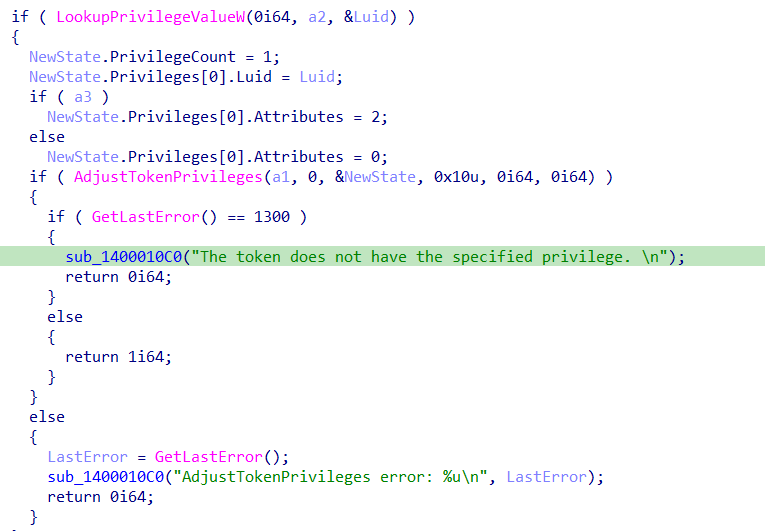 if ( LookupPrivilegeValueW(0i64, a2, &Luid) )
{
NewState.PrivilegeCount = 1;
NewState.Privileges[0].Luid = Luid;
if ( a3 )
NewState.Privileges[0].Attributes = 2;
else
NewState.Privileges[0].Attributes = 0;
if ( AdjustTokenPrivileges(a1, 0, &NewState, 0x10u, 0i64, 0i64) )
{
if ( GetLastError() == 1300 )
{
sub_1400010C0("The token does not have the specified privilege. \n");
return 0i64;
}
else
{
return 1i64;
}
}
else
{
LastError = GetLastError();
sub_1400010C0("AdjustTokenPrivileges error: %u\n", LastError);
return 0i64;
}